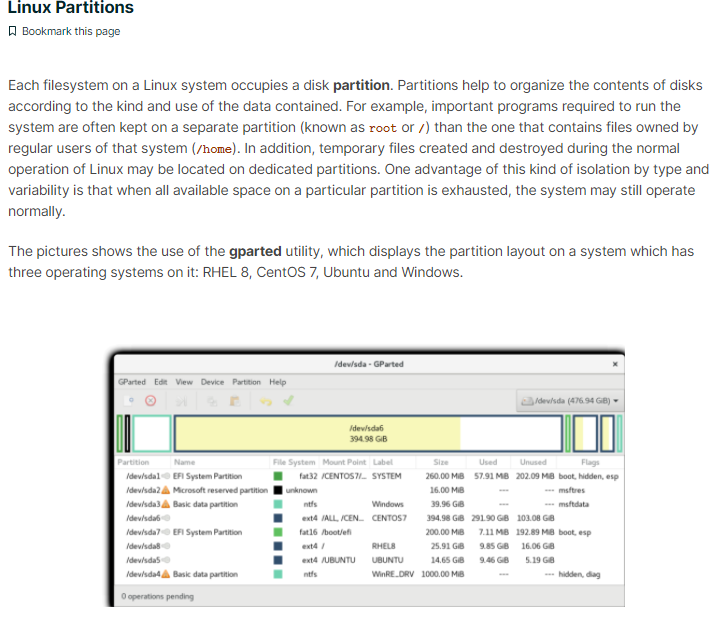 Linux Partitions
Bookmark this page
Each filesystem on a Linux system occupies a disk partition. Partitions help to organize the contents of disks
according to the kind and use of the data contained. For example, important programs required to run the
system are often kept on a separate partition (known as root or /) than the one that contains files owned by
regular users of that system (/home). In addition, temporary files created and destroyed during the normal
operation of Linux may be located on dedicated partitions. One advantage of this kind of isolation by type and
variability is that when all available space on a particular partition is exhausted, the system may still operate
normally.
The pictures shows the use of the gparted utility, which displays the partition layout on a system which has
three operating systems on it: RHEL 8, CentOS 7, Ubuntu and Windows.
/dev/sda - GParted ×
GParted Edit View Device Partition Help
/dev/sda (476.94 GiB)
/dev/sda6
394.98 GiB
Partition Name File System Mount Point Label Size Used Unused Flags
/dev/sda1 EFI System Partition fat32 /CENTOS7/... SYSTEM 260.00 MiB 57.91 MiB 202.09 MiB boot, hidden, esp
/dev/sda2 Microsoft reserved partition unknown 16.00 MiB --- --- msftres
/dev/sda3 Basic data partition ntfs Windows 39.96 GiB --- --- msftdata
/dev/sda6 ext4 /ALL, /CEN... CENTOS7 394.98 GiB 291.90 GiB 103.08 GiB
/dev/sda7 EFI System Partition fat16 /boot/efi 200.00 MiB 7.11 MiB 192.89 MiB boot, esp
/dev/sda8 ext4 / RHEL8 25.91 GiB 9.85 GiB 16.06 GiB
/dev/sda5 ext4 /UBUNTU UBUNTU 14.65 GiB 9.46 GiB 5.19 GiB
/dev/sda4 Basic data partition ntfs WinRE_DRV 1000.00 MiB --- --- hidden, diag
0 operations pending